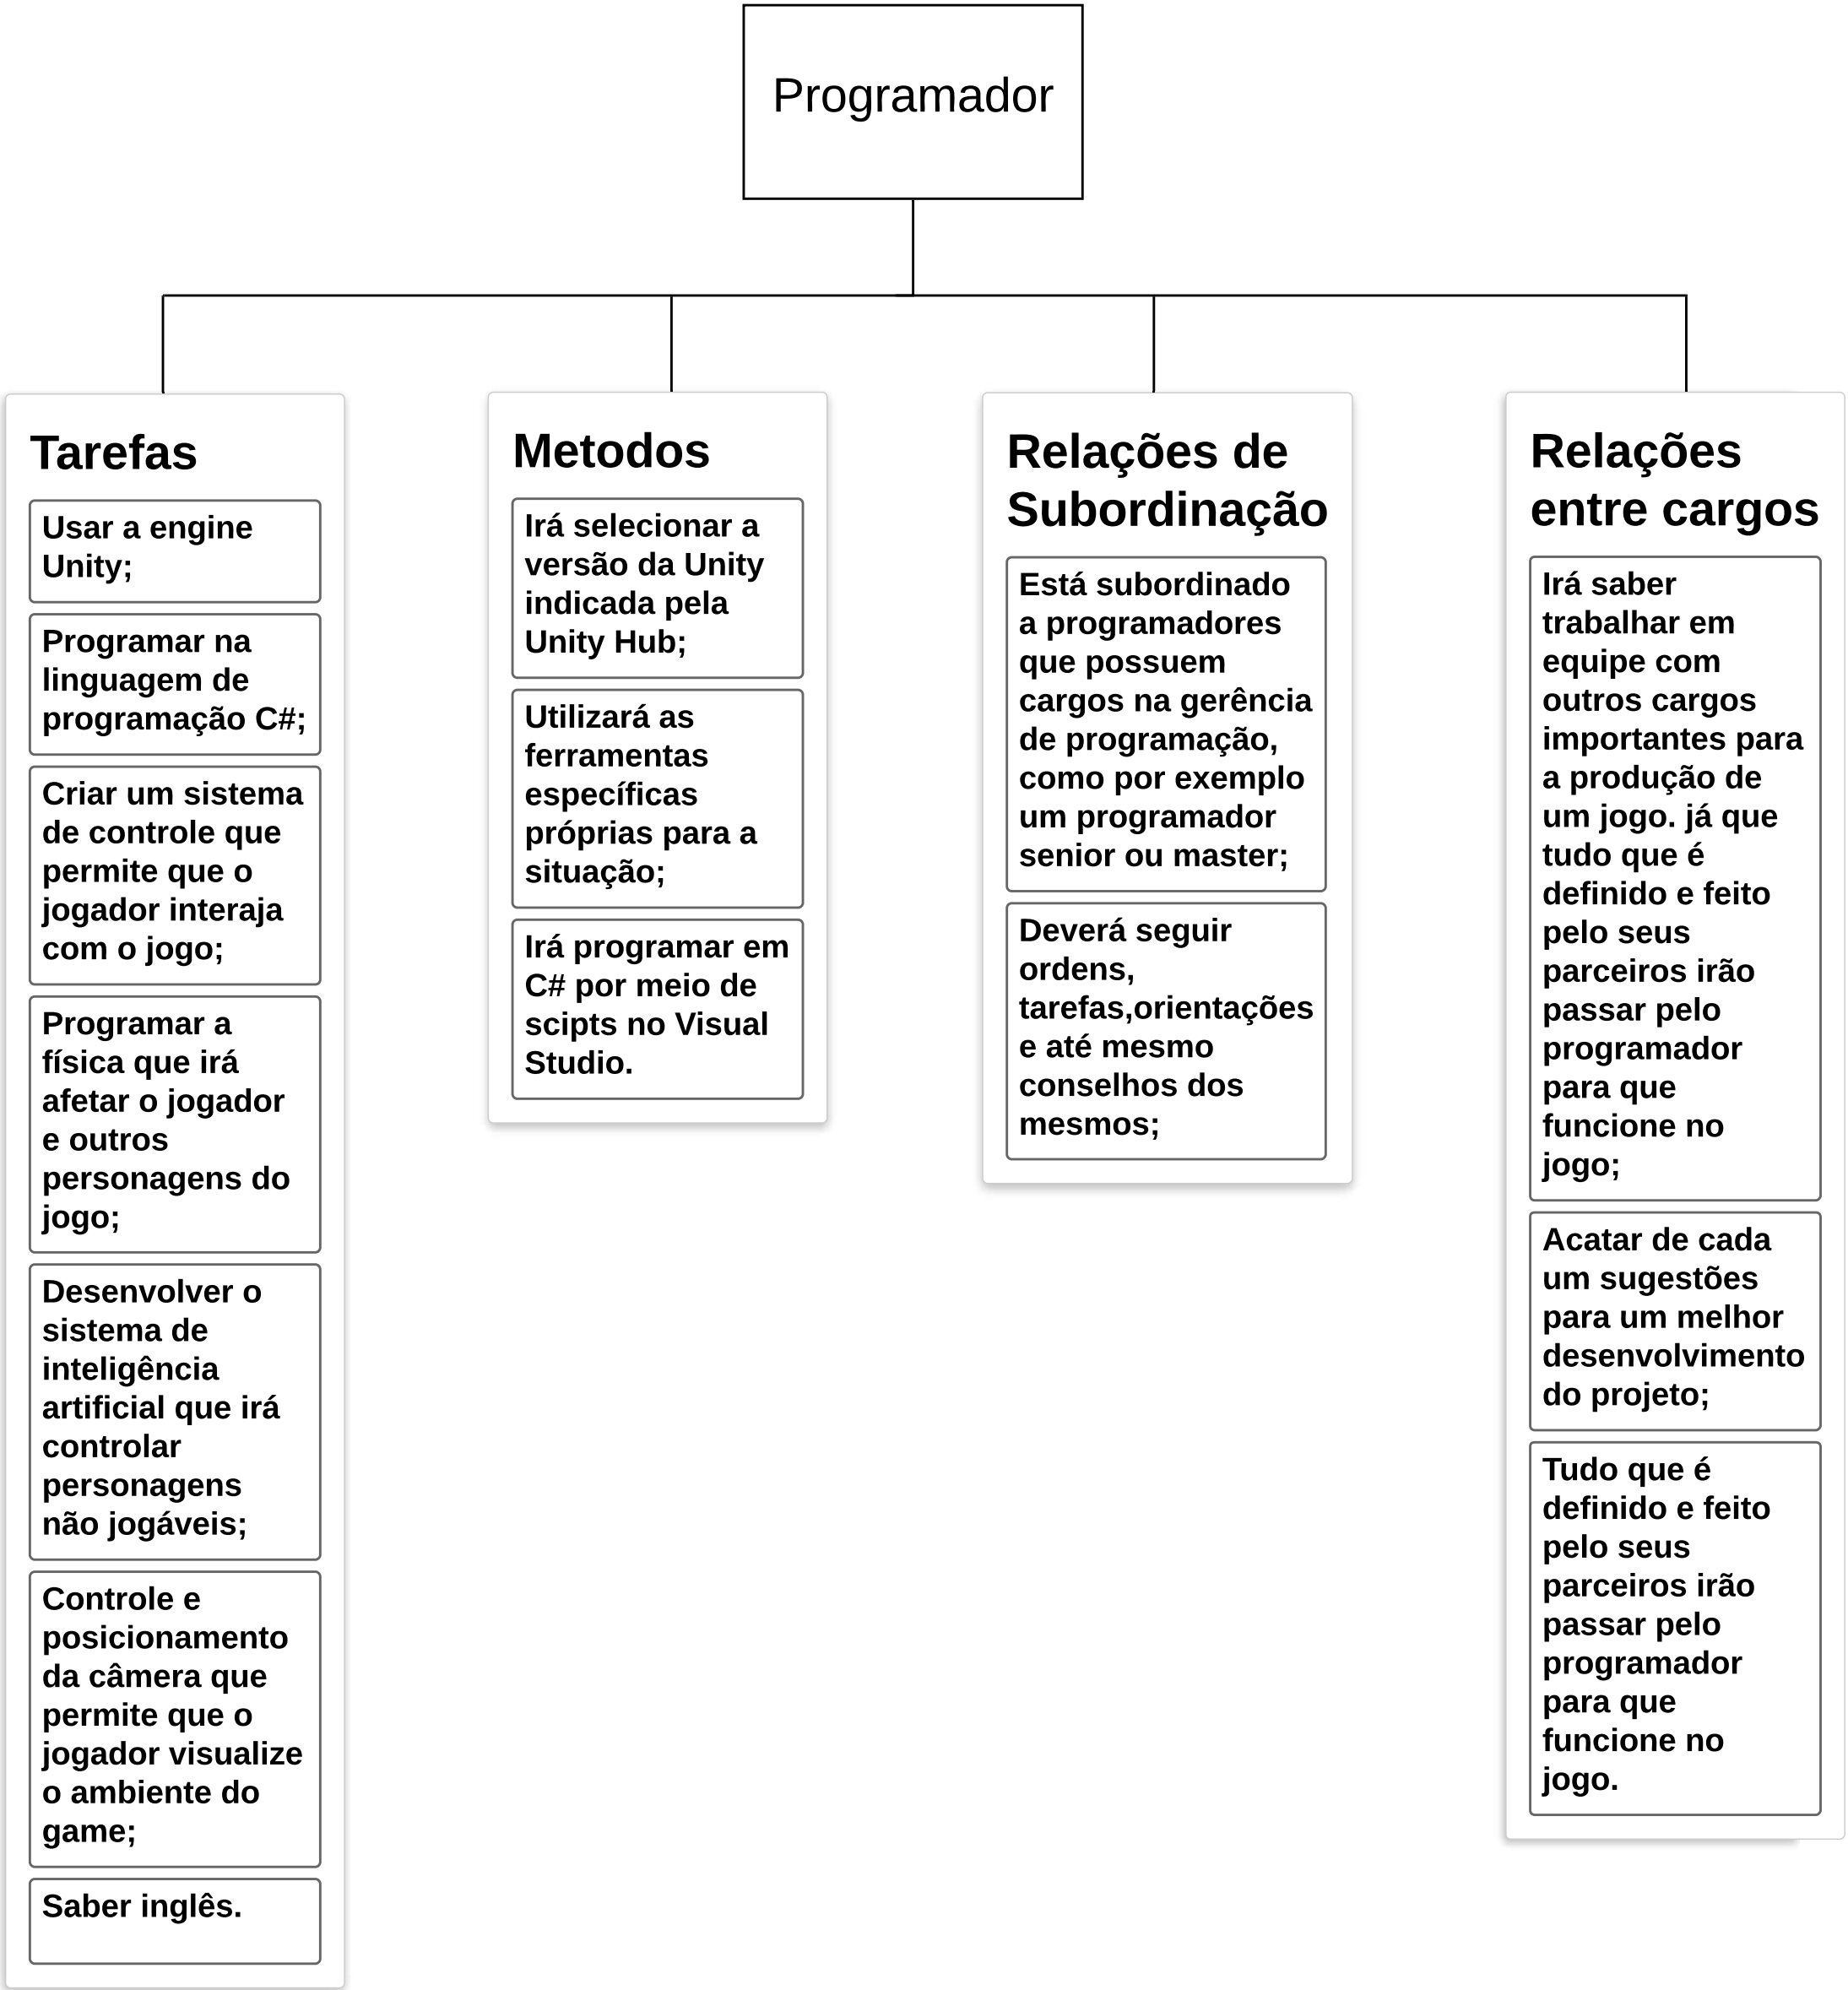 Programador
Tarefas
Usar a engine
Unity;
Programar na
linguagem de
programação C#;
Criar um sistema
de controle que
permite que o
jogador interaja
com o jogo;
Programar a
física que irá
afetar o jogador
e outros
personagens do
jogo;
Desenvolver o
sistema de
inteligência
artificial que irá
controlar
personagens
não jogáveis;
Controle e
posicionamento
da câmera que
permite que o
jogador visualize
o ambiente do
game;
Saber inglês.
Metodos
Irá selecionar a
versão da Unity
indicada pela
Unity Hub;
Utilizará as
ferramentas
específicas
próprias para a
situação;
Irá programar em
C# por meio de
scipts no Visual
Studio.
Relações de
Subordinação
Está subordinado
a programadores
que possuem
cargos na gerência
de programação,
como por exemplo
um programador
senior ou master;
Deverá seguir
ordens,
tarefas,orientações
e até mesmo
conselhos dos
mesmos;
Relações
entre cargos
Irá saber
trabalhar em
equipe com
outros cargos
importantes para
a produção de
um jogo. já que
tudo que é
definido e feito
pelo seus
parceiros irão
passar pelo
programador
para que
funcione no
jogo;
Acatar de cada
um sugestões
para um melhor
desenvolvimento
do projeto;
Tudo que é
definido e feito
pelo seus
parceiros irão
passar pelo
programador
para que
funcione no
jogo.